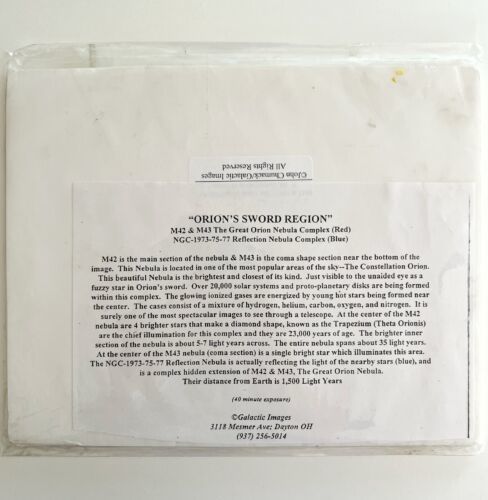 ©John Chumack/Galactic Images
All Rights Reserved
"ORION'S SWORD REGION"
M42 & M43 The Great Orion Nebula Complex (Red)
NGC-1973-75-77 Reflection Nebula Complex (Blue)
M42 is the main section of the nebula & M43 is the coma shape section near the bottom of the
image. This Nebula is located in one of the most popular areas of the sky--The Constellation Orion.
This beautiful Nebula is the brightest and closest of its kind. Just visible to the unaided eye as a
fuzzy star in Orion's sword. Over 20,000 solar systems and proto-planetary disks are being formed
within this complex. The glowing ionized gases are energized by young hot stars being formed near
the center. The cases consist of a mixture of hydrogen, helium, carbon, oxygen, and nitrogen. It is
surely one of the most spectacular images to see through a telescope. At the center of the M42
nebula are 4 brighter stars that make a diamond shape, known as the Trapezium (Theta Orionis)
are the chief illumination for this complex and they are 23,000 years of age. The brighter inner
section of the nebula is about 5-7 light years across. The entire nebula spans about 35 light years.
At the center of the M43 nebula (coma section) is a single bright star which illuminates this area.
The NGC-1973-75-77 Reflection Nebula is actually reflecting the light of the nearby stars (blue), and
is a complex hidden extension of M42 & M43, The Great Orion Nebula.
Their distance from Earth is 1,500 Light Years
(40 minute exposure)
©Galactic Images
3118 Mesmer Ave; Dayton OH
(937) 256-5014